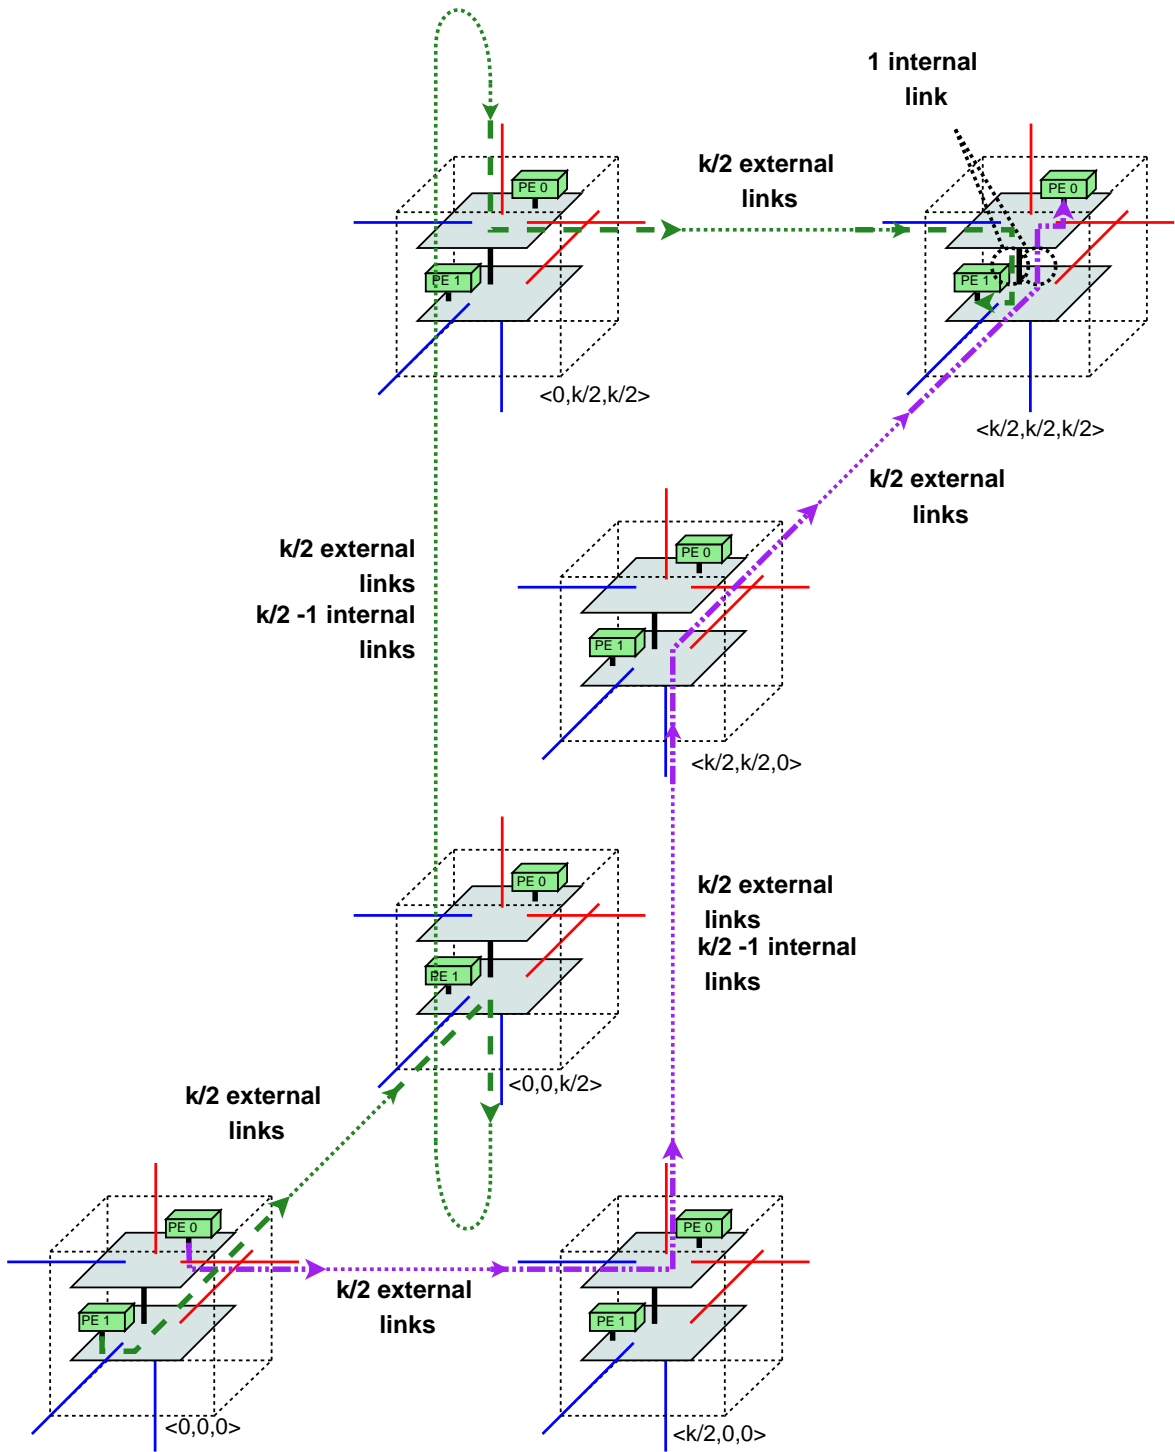 1 internal
link
k/2 external
links
PE 0
PE 1
<0,k/2,k/2>
PE 0
PE 1
<k/2,k/2,k/2>
k/2 external
links
k/2 external
links
k/2 -1 internal
links
PE 0
PE 1
<k/2,k/2,0>
PE 0
PE 1
<0,0,k/2>
k/2 external
links
k/2 -1 internal
links
k/2 external
links
PE 0
PE 1
<0,0,0>
k/2 external
links
PE 0
PE 1
<k/2,0,0>